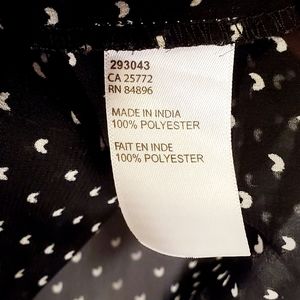 293043
CA 25772
RN 84896
MADE IN INDIA
100% POLYESTER
FAIT EN INDE
100% POLYESTER